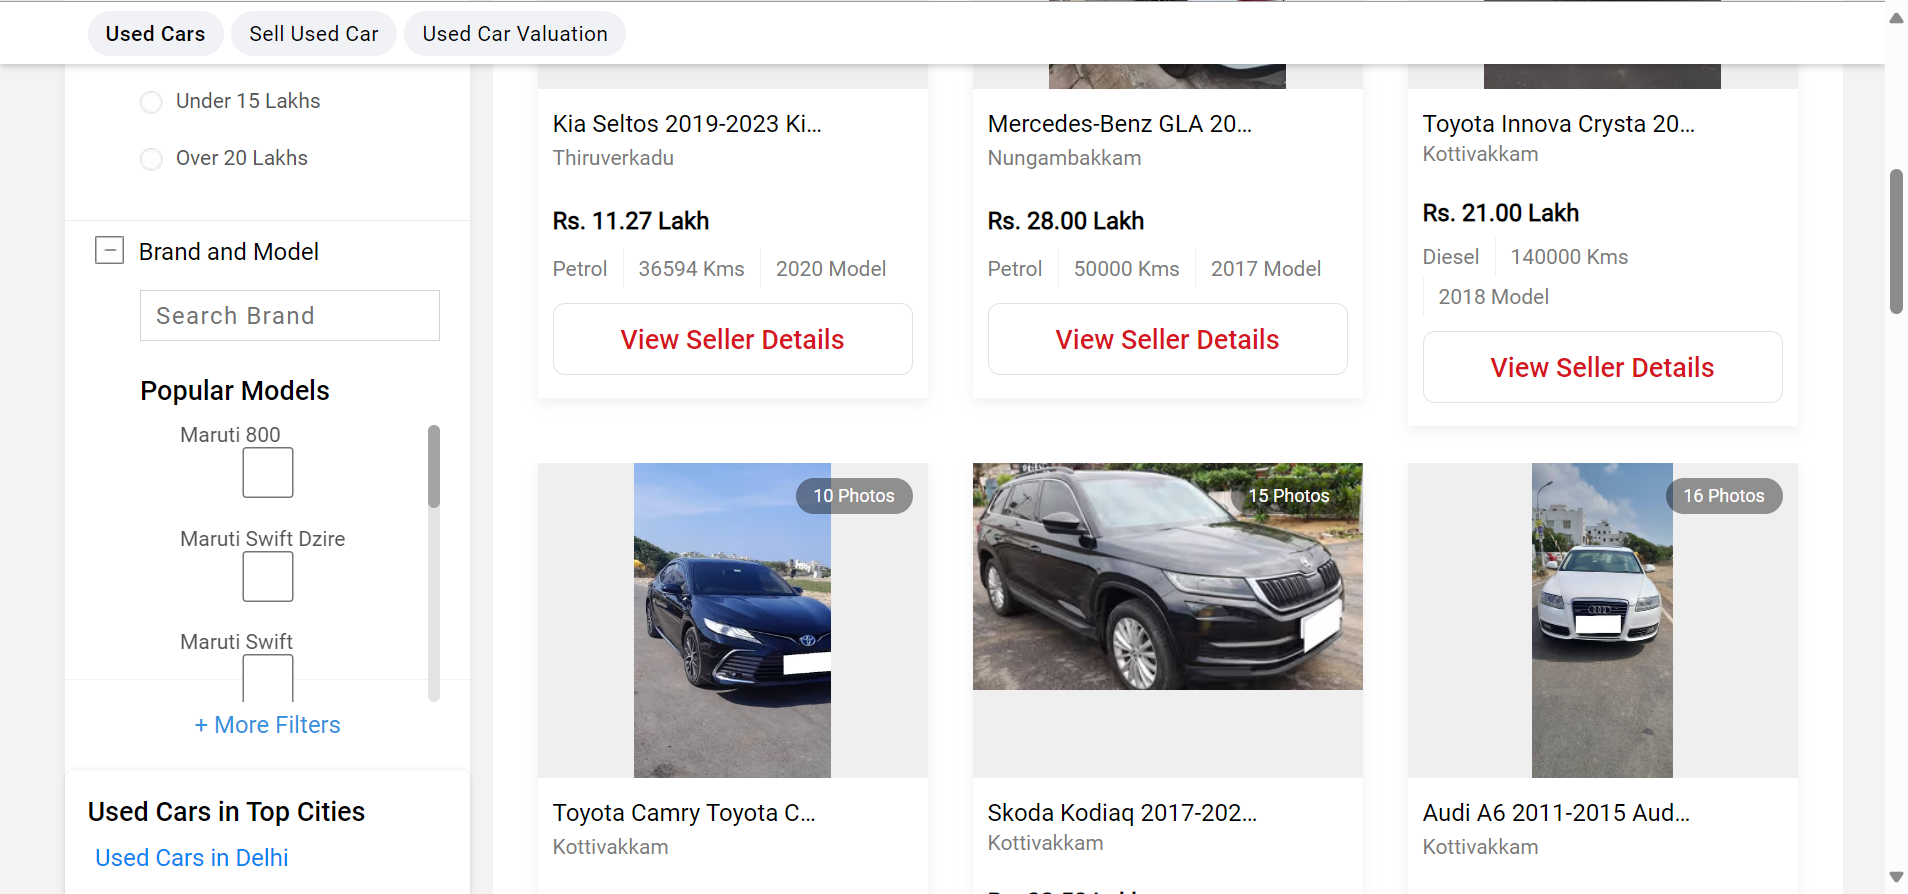 Used Cars
Sell Used Car
Used Car Valuation
Under 15 Lakhs
Over 20 Lakhs
Brand and Model
Search Brand
Popular Models
Maruti 800
Maruti Swift Dzire
Maruti Swift
+ More Filters
Used Cars in Top Cities
Used Cars in Delhi
Kia Seltos 2019-2023 Ki...
Thiruverkadu
Rs. 11.27 Lakh
Petrol
36594 Kms
2020 Model
View Seller Details
Mercedes-Benz GLA 20...
Nungambakkam
Rs. 28.00 Lakh
Petrol
50000 Kms
2017 Model
View Seller Details
Toyota Innova Crysta 20...
Kottivakkam
Rs. 21.00 Lakh
Diesel
140000 Kms
2018 Model
View Seller Details
10 Photos
Toyota Camry Toyota C...
Kottivakkam
15 Photos
Skoda Kodiaq 2017-202...
Kottivakkam
16 Photos
Audi A6 2011-2015 Aud...
Kottivakkam